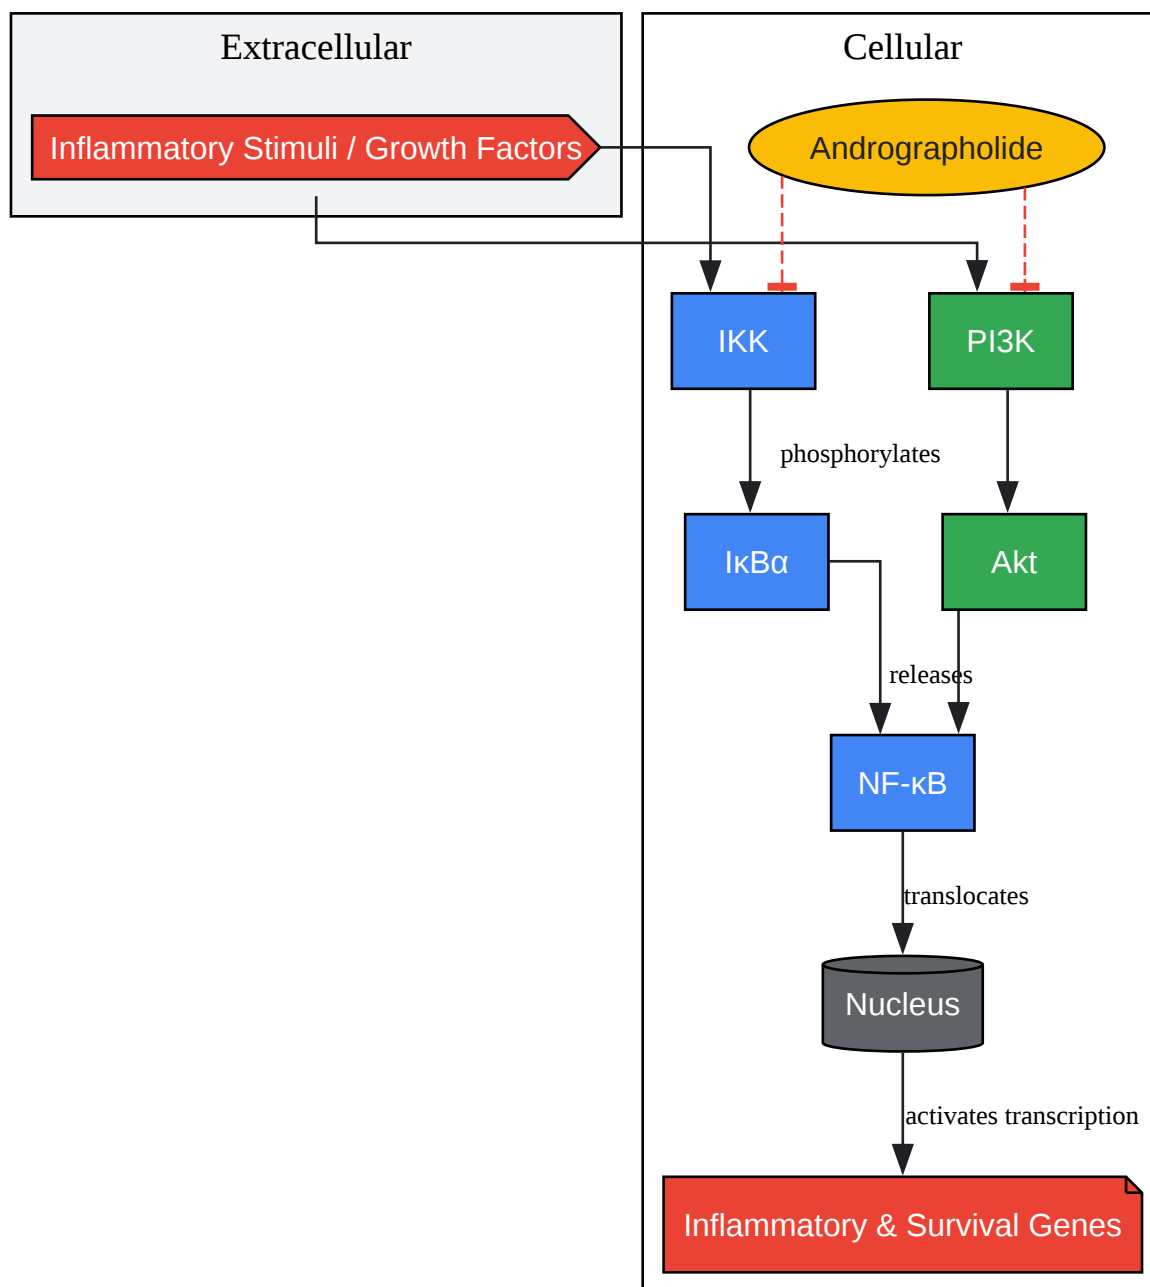 Extracellular
Cellular
Inflammatory Stimuli / Growth Factors
Andrographolide
IKK
PI3K
phosphorylates
IκBα
Akt
releases
NF-κB
translocates
Nucleus
activates transcription
Inflammatory & Survival Genes